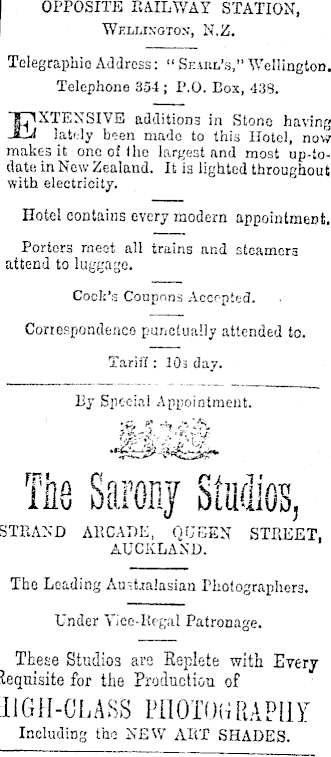 OPPOSITE RAILWAY STATION,
WELLINGTON, N.Z.
Telegraphic Address: "SEARL'S," Wellington.
Telephone 354; P.O. Box, 438.
EXTENSIVE additions in Stone having
lately been made to this Hotel, now
makes it one of the largest and most up-to-
date in New Zealand. It is lighted throughout
with electricity.
Hotel contains every modern appointment.
Porters meet all trains and steamers
attend to luggage.
Cook's Coupons Accepted.
Correspondence punctually attended to.
Tariff: 10s day.
By Special Appointment.
The Sarony Studios,
STRAND ARCADE, QUEEN STREET,
AUCKLAND.
The Leading Australasian Photographers.
Under Vice-Regal Patronage.
These Studios are Replete with Every
Requisite for the Production of
HIGH-CLASS PHOTOGRAPHY
Including the NEW ART SHADES.